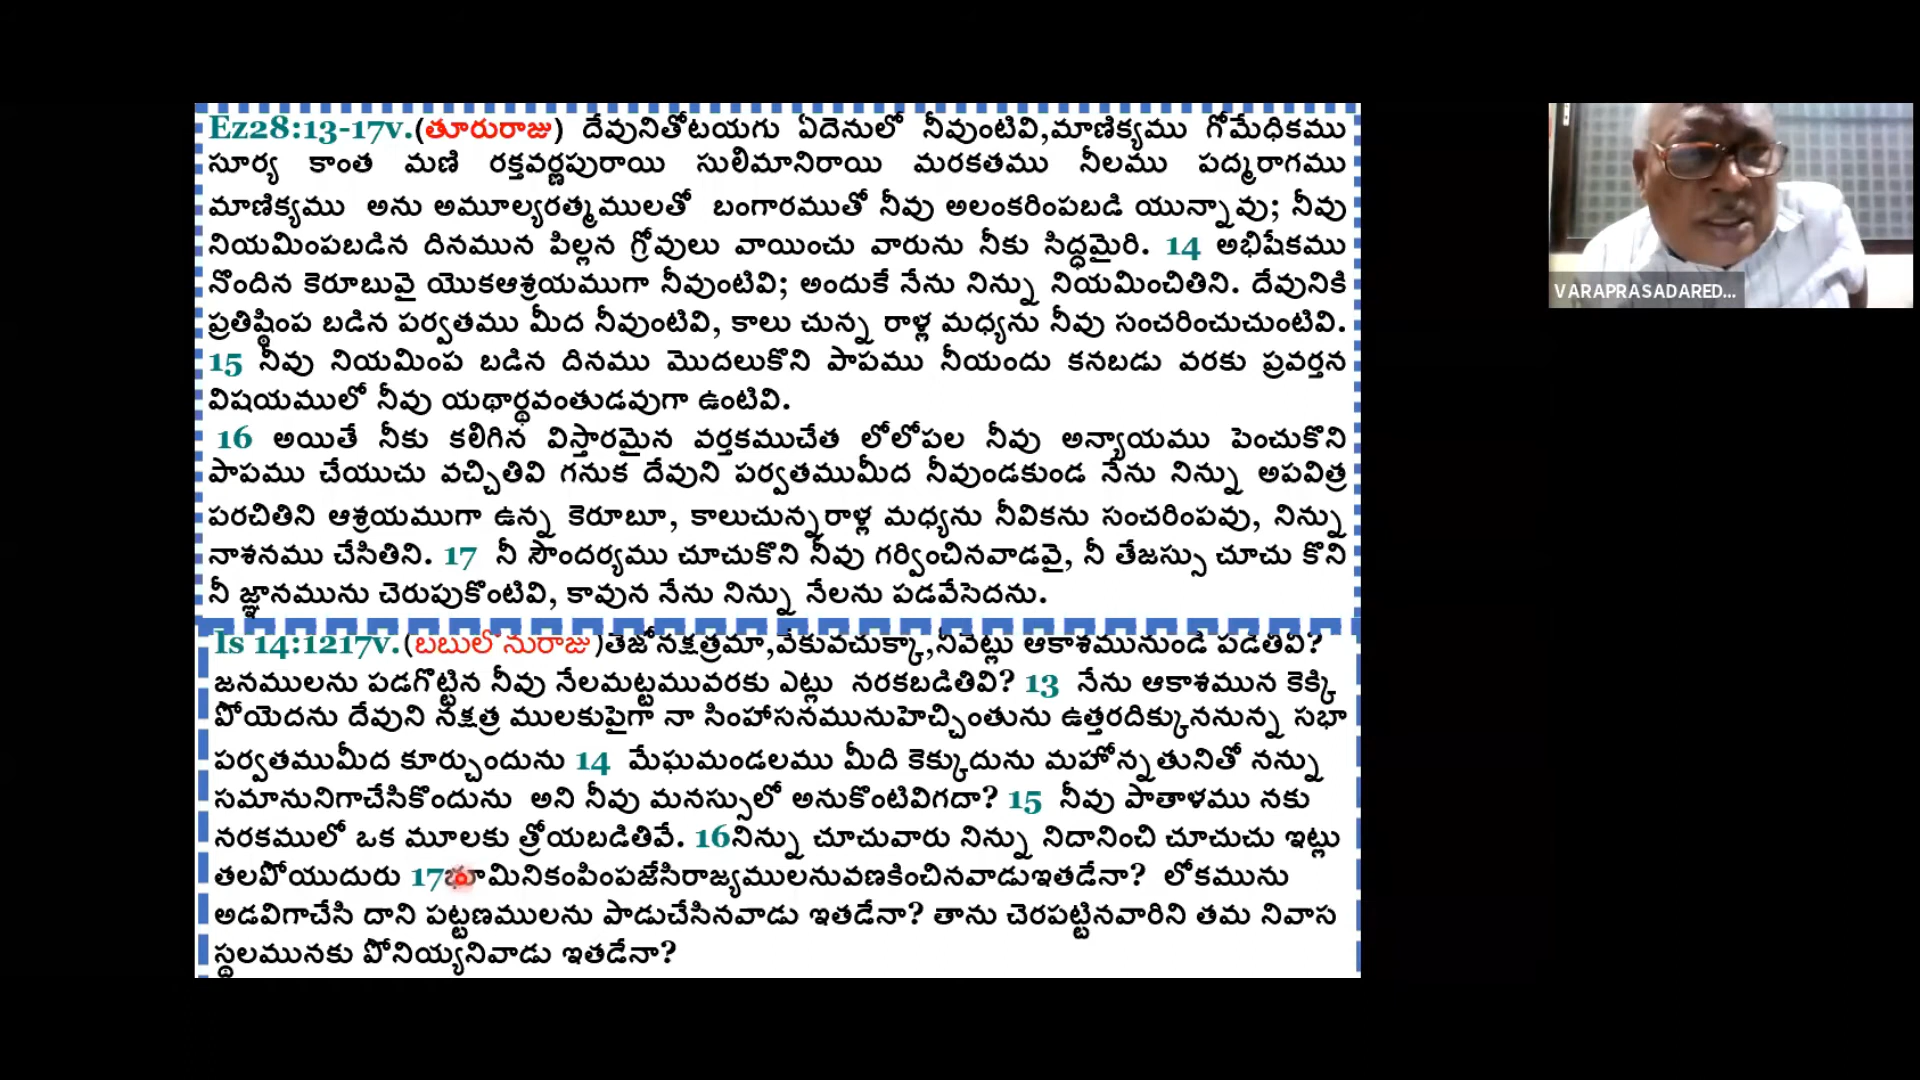 Ez28:13-17v.(తూరురాజు) దేవునితోటయగు ఏదెనులో నీవుంటివి,మాణిక్యము గోమేధికము
సూర్య కాంత మణి రక్తవర్ణపురాయి సులిమానిరాయి మరకతము నీలము పద్మరాగము
మాణిక్యము అను అమూల్యరత్నములతో బంగారముతో నీవు అలంకరింపబడి యున్నావు; నీవు
నియమింపబడిన దినమున పిల్లన గ్రోవులు వాయించు వారును నీకు సిద్ధమైరి. 14 అభిషేకము
నొందిన కెరూబువై యొకఆశ్రయముగా నీవుంటివి; అందుకే నేను నిన్ను నియమించితిని. దేవునికి
ప్రతిష్ఠింప బడిన పర్వతము మీద నీవుంటివి, కాలు చున్న రాళ్ల మధ్యను నీవు సంచరించుచుంటివి.
15 నీవు నియమింప బడిన దినము మొదలుకొని పాపము నీయందు కనబడు వరకు ప్రవర్తన
విషయములో నీవు యథార్థవంతుడవుగా ఉంటివి.
16 అయితే నీకు కలిగిన విస్తారమైన వర్తకముచేత లోలోపల నీవు అన్యాయము పెంచుకొని
పాపము చేయుచు వచ్చితివి గనుక దేవుని పర్వతముమీద నీవుండకుండ నేను నిన్ను అపవిత్ర
పరచితిని ఆశ్రయముగా ఉన్న కెరూబూ, కాలుచున్నరాళ్ల మధ్యను నీవికను సంచరింపవు, నిన్ను
నాశనము చేసితిని. 17 నీ సౌందర్యము చూచుకొని నీవు గర్వించినవాడవై, నీ తేజస్సు చూచు కొని
నీ జ్ఞానమును చెరుపుకొంటివి, కావున నేను నిన్ను నేలను పడవేసెదను.
Is 14:1217v.(బబులోనురాజు)తేజోనక్షత్రమా,వేకువచుక్కా,నీవెట్లు ఆకాశమునుండి పడితివి?
జనములను పడగొట్టిన నీవు నేలమట్టమువరకు ఎట్లు నరకబడితివి? 13 నేను ఆకాశమున కెక్కి
పోయెదను దేవుని నక్షత్ర ములకుపైగా నా సింహాసనమునుహెచ్చింతును ఉత్తరదిక్కుననున్న సభా
పర్వతముమీద కూర్చుందును 14 మేఘమండలము మీది కెక్కుదును మహోన్నతునితో నన్ను
సమానునిగాచేసికొందును అని నీవు మనస్సులో అనుకొంటివిగదా? 15 నీవు పాతాళము నకు
నరకములో ఒక మూలకు త్రోయబడితివే. 16నిన్ను చూచువారు నిన్ను నిదానించి చూచుచు ఇట్లు
తలపోయుదురు 17భూమినికంపింపజేసిరాజ్యములనువణకించినవాడుఇతడేనా? లోకమును
అడవిగాచేసి దాని పట్టణములను పాడుచేసినవాడు ఇతడేనా? తాను చెరపట్టినవారిని తమ నివాస
స్థలమునకు పోనియ్యనివాడు ఇతడేనా?
VARAPRASADARED...